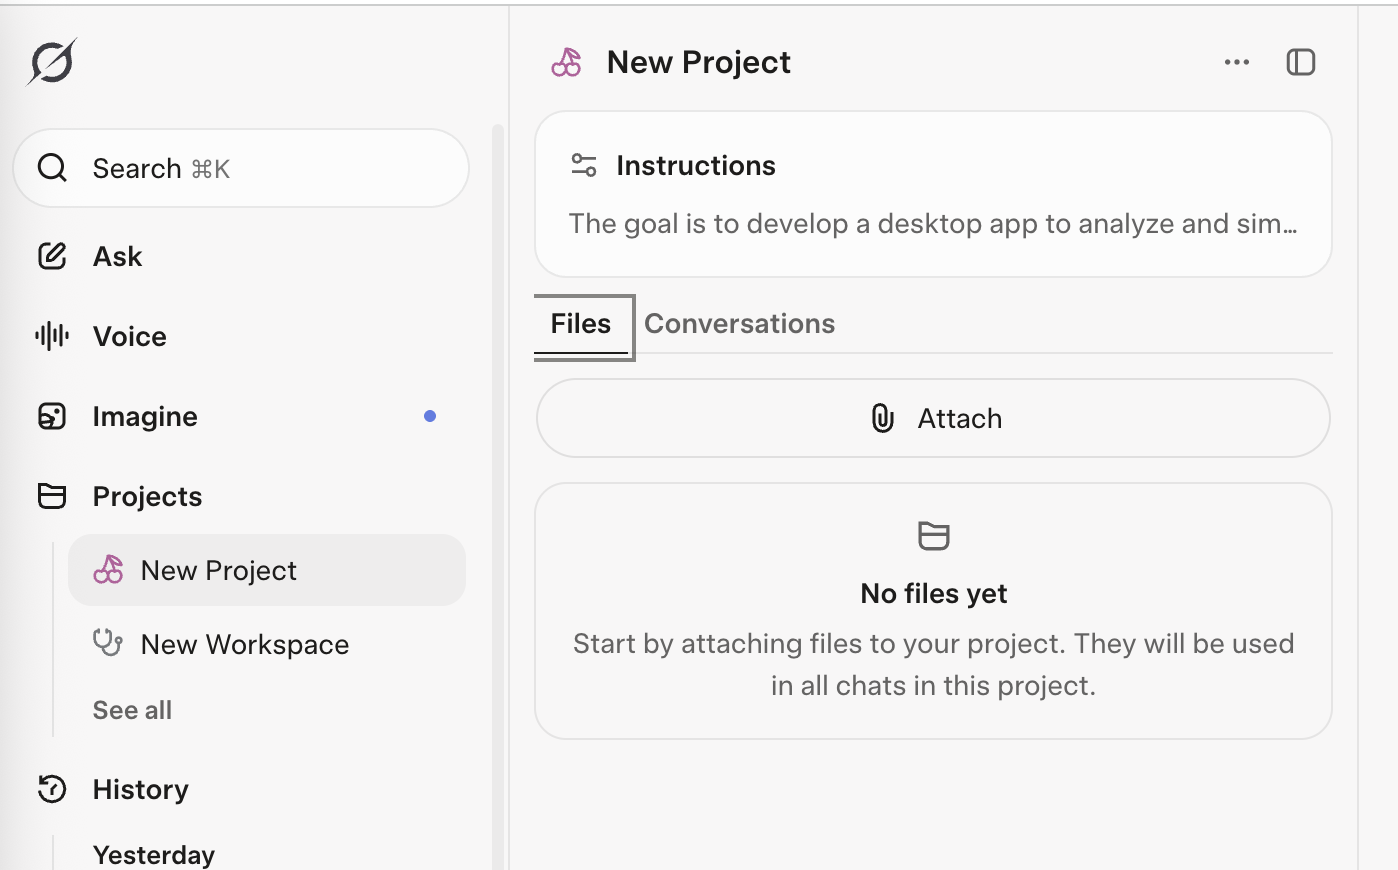 Search ⌘K
Ask
Voice
Imagine
Projects
New Project
New Workspace
See all
History
Yesterday
New Project
Instructions
The goal is to develop a desktop app to analyze and sim…
Files
Conversations
Attach
No files yet
Start by attaching files to your project. They will be used
in all chats in this project.